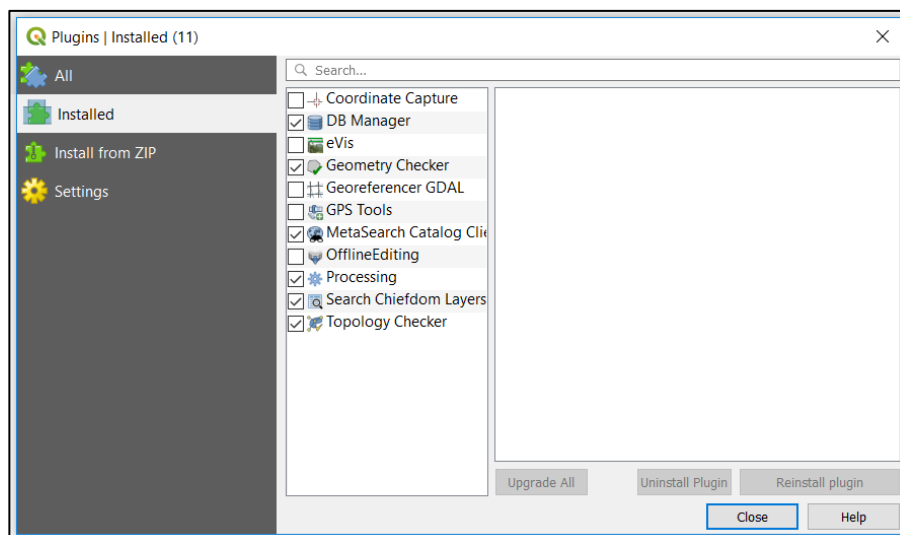 Plugins | Installed (11)
All
Installed
Install from ZIP
Settings
Search...
Coordinate Capture
DB Manager
eVis
Geometry Checker
Georeferencer GDAL
GPS Tools
MetaSearch Catalog Clie
OfflineEditing
Processing
Search Chiefdom Layers
Topology Checker
Upgrade All
Uninstall Plugin
Reinstall plugin
Close
Help